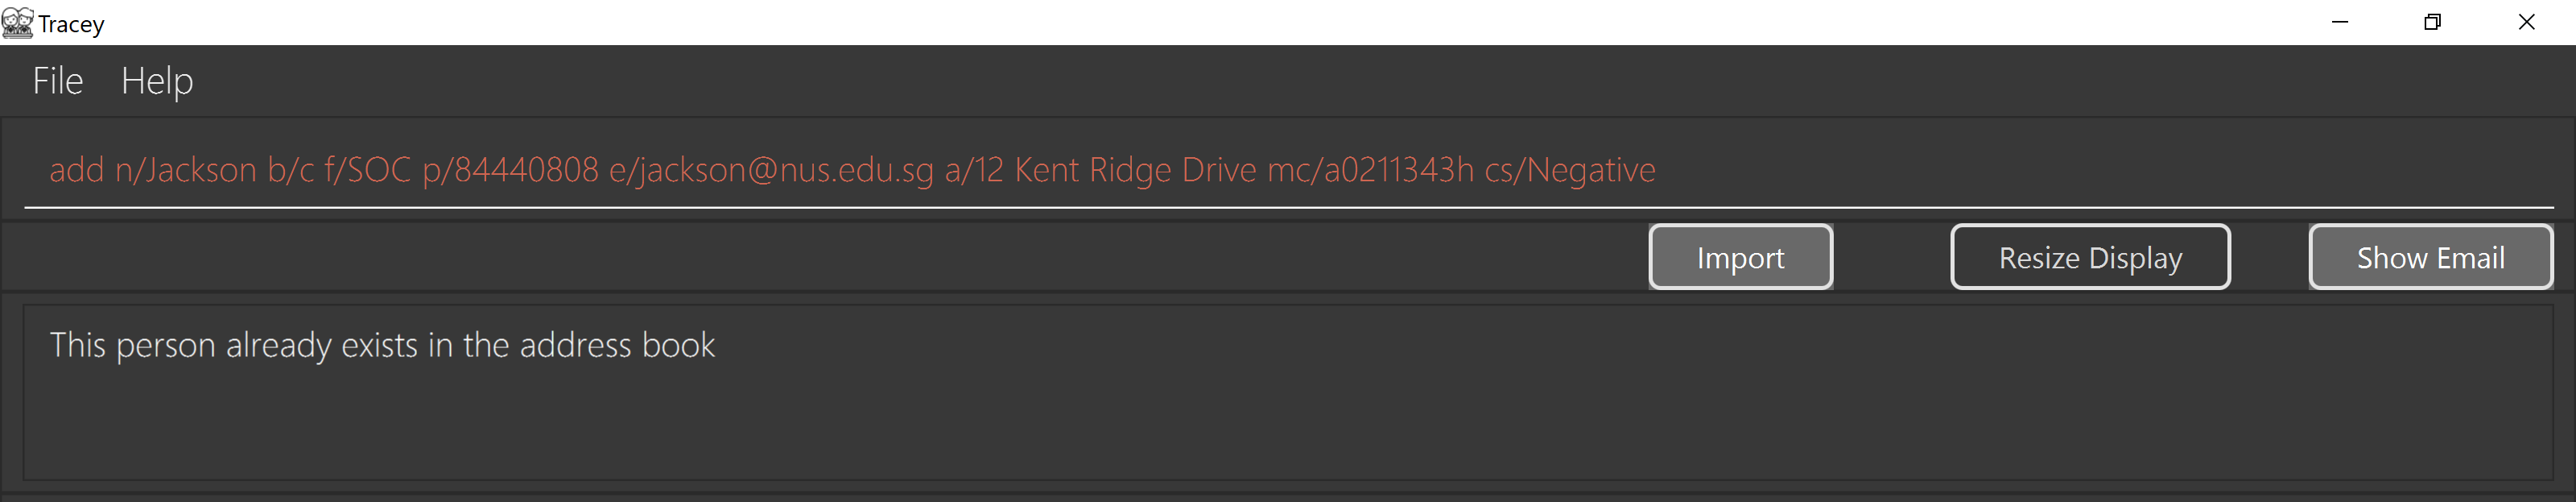 Tracey
File Help
add n/Jackson b/c f/SOC p/84440808 e/jackson@nus.edu.sg a/12 Kent Ridge Drive mc/a0211343h cs/Negative
Import Resize Display Show Email
This person already exists in the address book